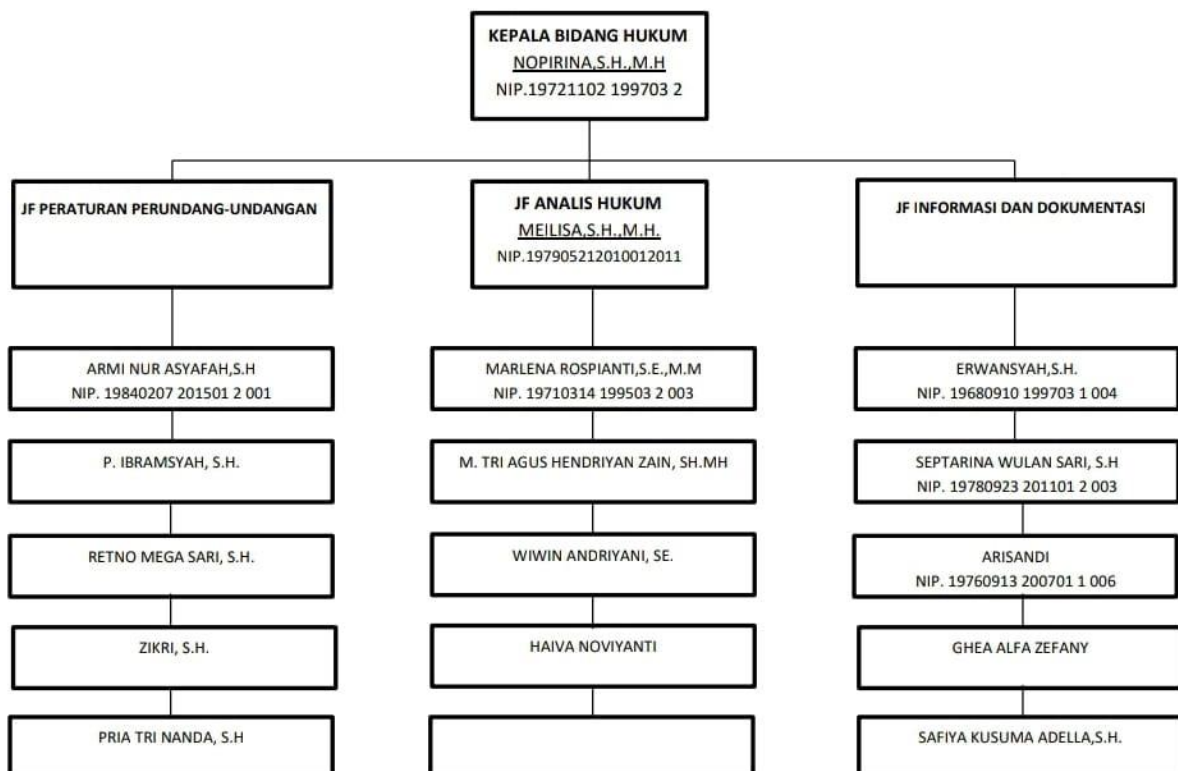 KEPALA BIDANG HUKUM
NOPIRINA,S.H.,M.H
NIP.19721102 199703 2
JF PERATURAN PERUNDANG-UNDANGAN
JF ANALIS HUKUM
MEILISA,S.H.,M.H.
NIP.197905212010012011
JF INFORMASI DAN DOKUMENTASI
ARMI NUR ASYAFAH,S.H
NIP. 19840207 201501 2 001
MARLENA ROSPIANTI,S.E.,M.M
NIP. 19710314 199503 2 003
ERWANSYAH,S.H.
NIP. 19680910 199703 1 004
P. IBRAMSYAH, S.H.
M. TRI AGUS HENDRIYAN ZAIN, SH.MH
SEPTARINA WULAN SARI, S.H
NIP. 19780923 201101 2 003
RETNO MEGA SARI, S.H.
WIWIN ANDRIYANI, SE.
ARISANDI
NIP. 19760913 200701 1 006
ZIKRI, S.H.
HAIVA NOVIYANTI
GHEA ALFA ZEFANY
PRIA TRI NANDA, S.H
SAFIYA KUSUMA ADELLA,S.H.